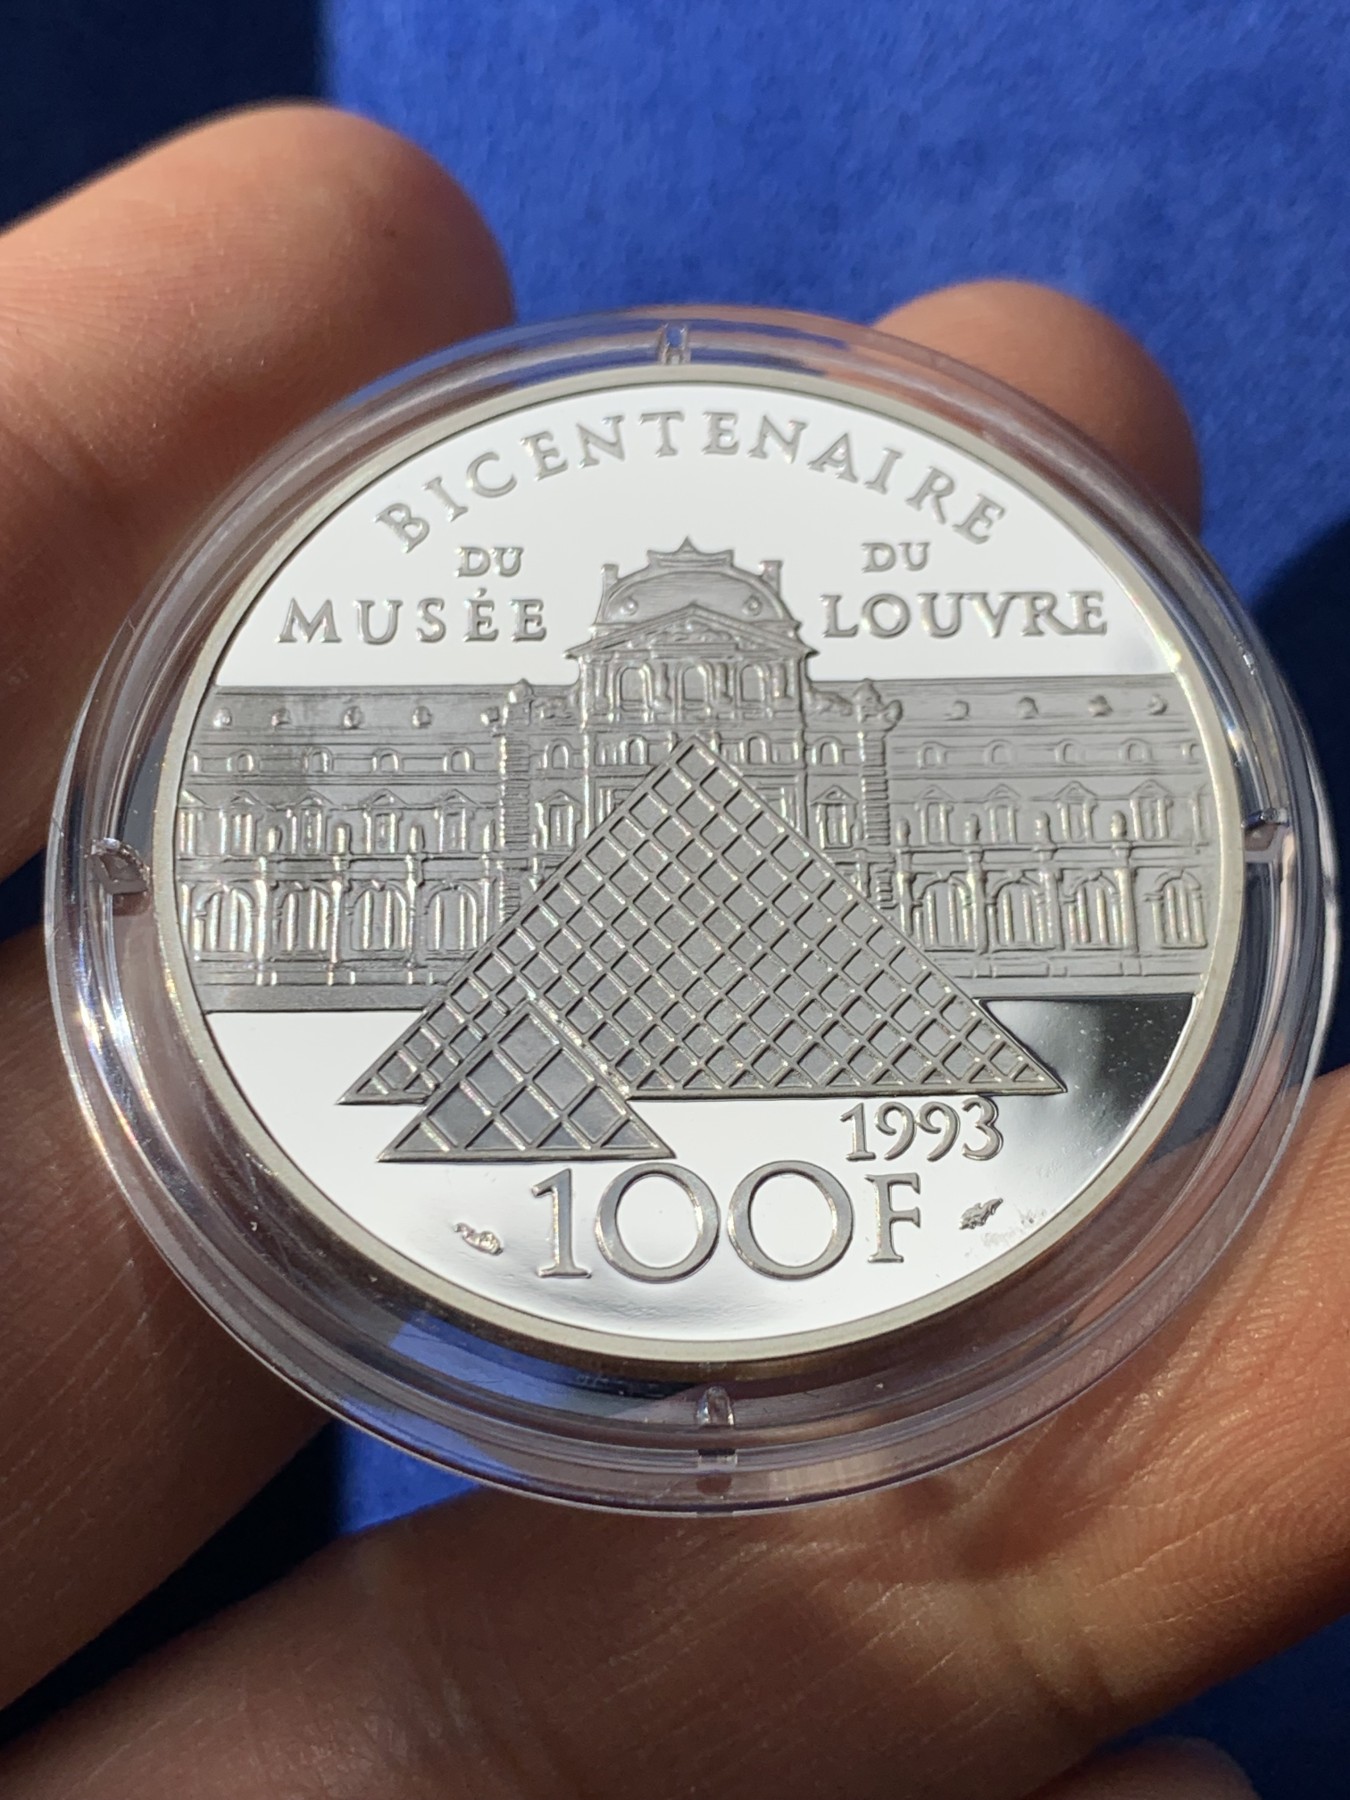 BICENTENAIRE
DU
MUSÉE
DU
LOUVRE
1993
100F